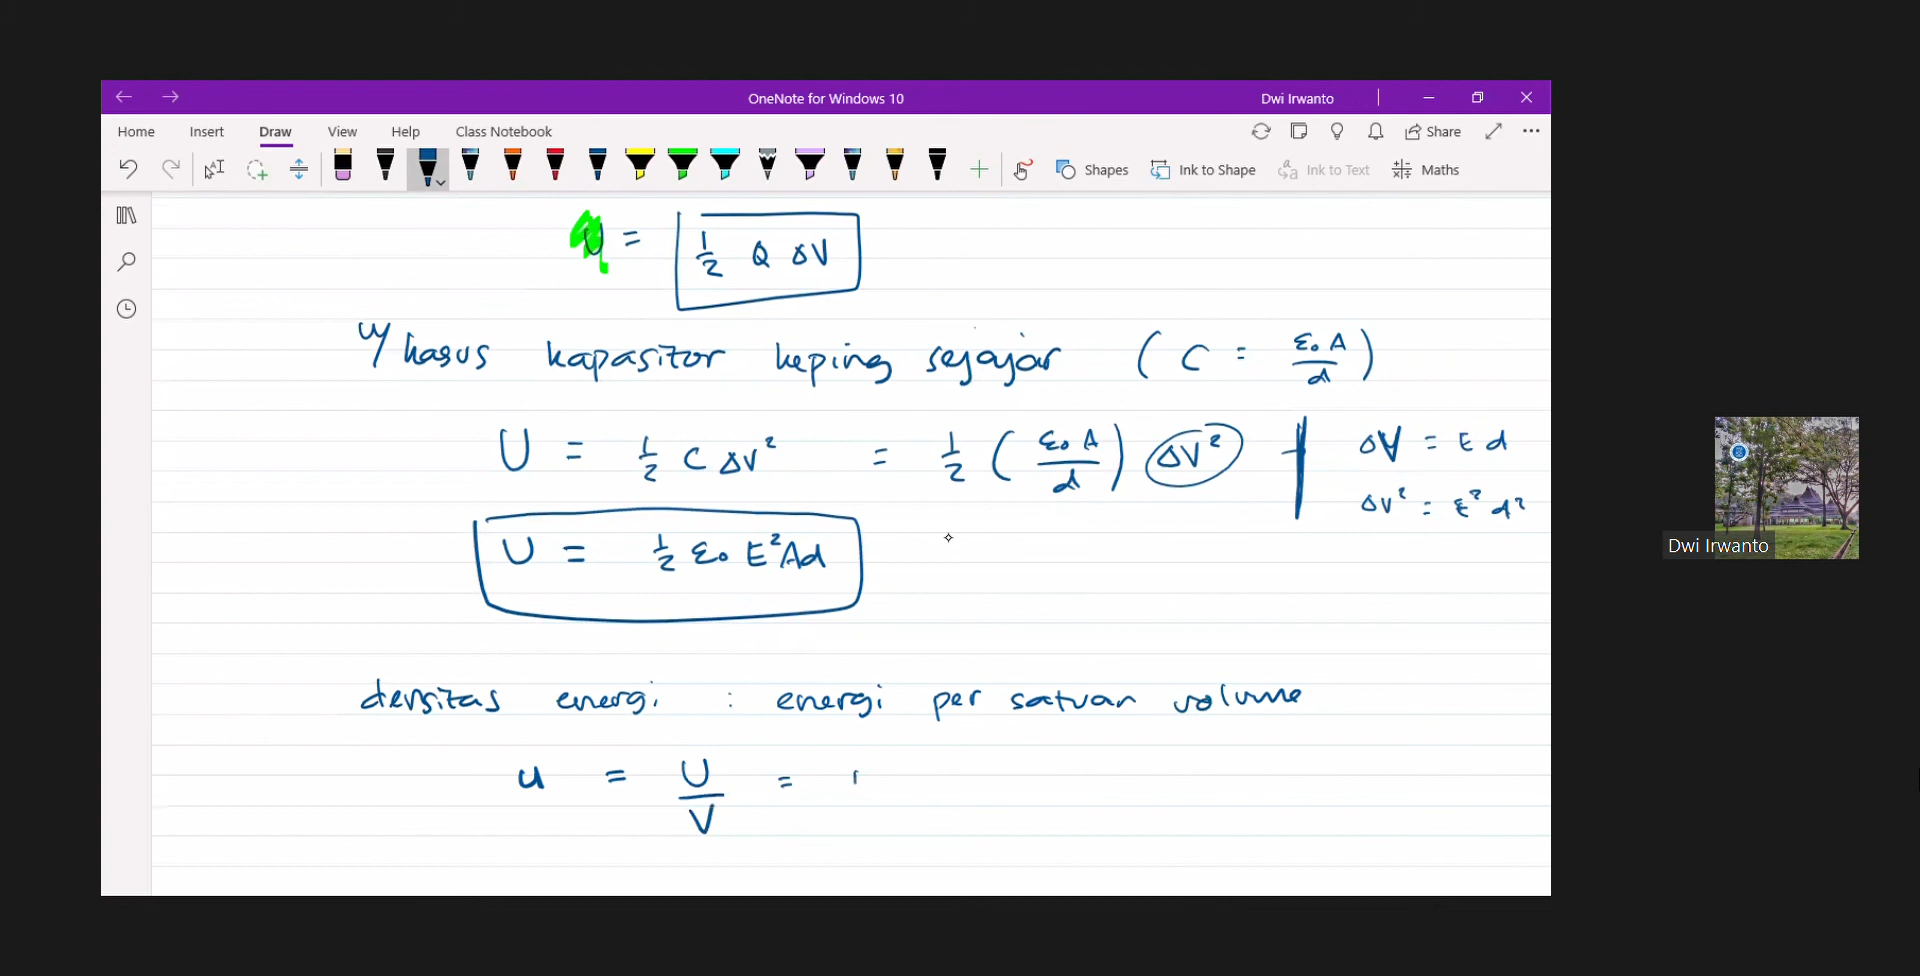 OneNote for Windows 10
Dwi Irwanto
Home Insert Draw View Help Class Notebook
Share
Shapes Ink to Shape Ink to Text Maths
U = 1/2 Q ΔV
u/ kasus kapasitor keping sejajar ( C = ε₀ A/d )
U = 1/2 C ΔV² = 1/2 (ε₀ A/d) ΔV²
ΔV = E d
ΔV² = E² d²
U = 1/2 ε₀ E² Ad
densitas energi : energi per satuan volume
u = U/V =
Dwi Irwanto